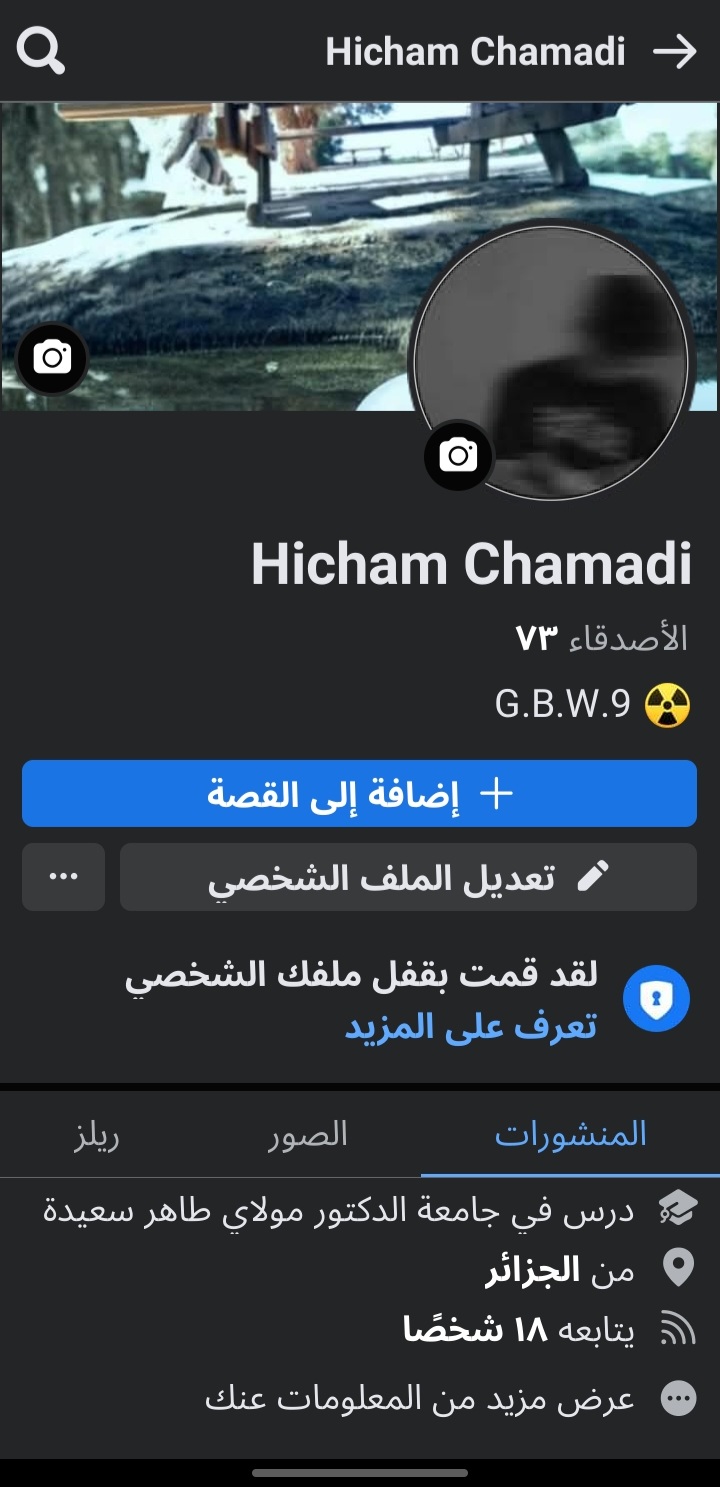 Hicham Chamadi
Hicham Chamadi
٧٣ الأصدقاء
G.B.W.9
إضافة إلى القصة
تعديل الملف الشخصي
لقد قمت بقفل ملفك الشخصي
تعرف على المزيد
المنشورات
الصور
ريلز
درس في جامعة الدكتور مولاي طاهر سعيدة
من الجزائر
يتابعه ١٨ شخصًا
عرض مزيد من المعلومات عنك